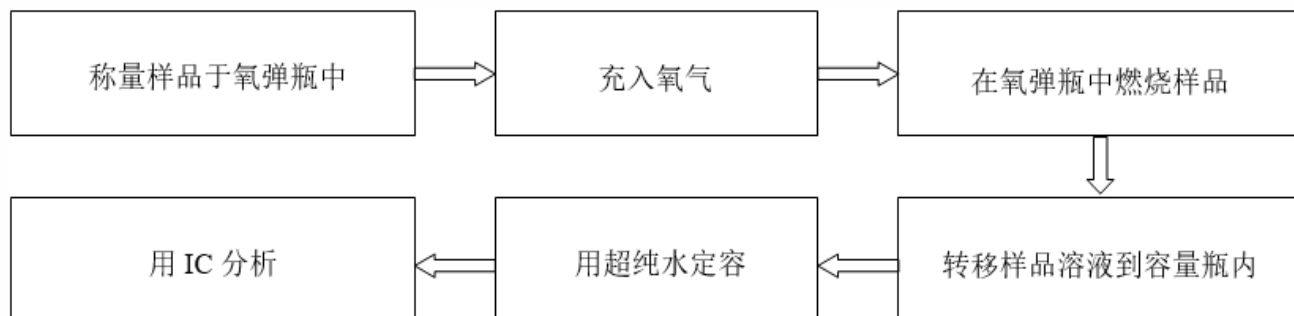 称量样品于氧弹瓶中
充入氧气
在氧弹瓶中燃烧样品
转移样品溶液到容量瓶内
用超纯水定容
用 IC 分析